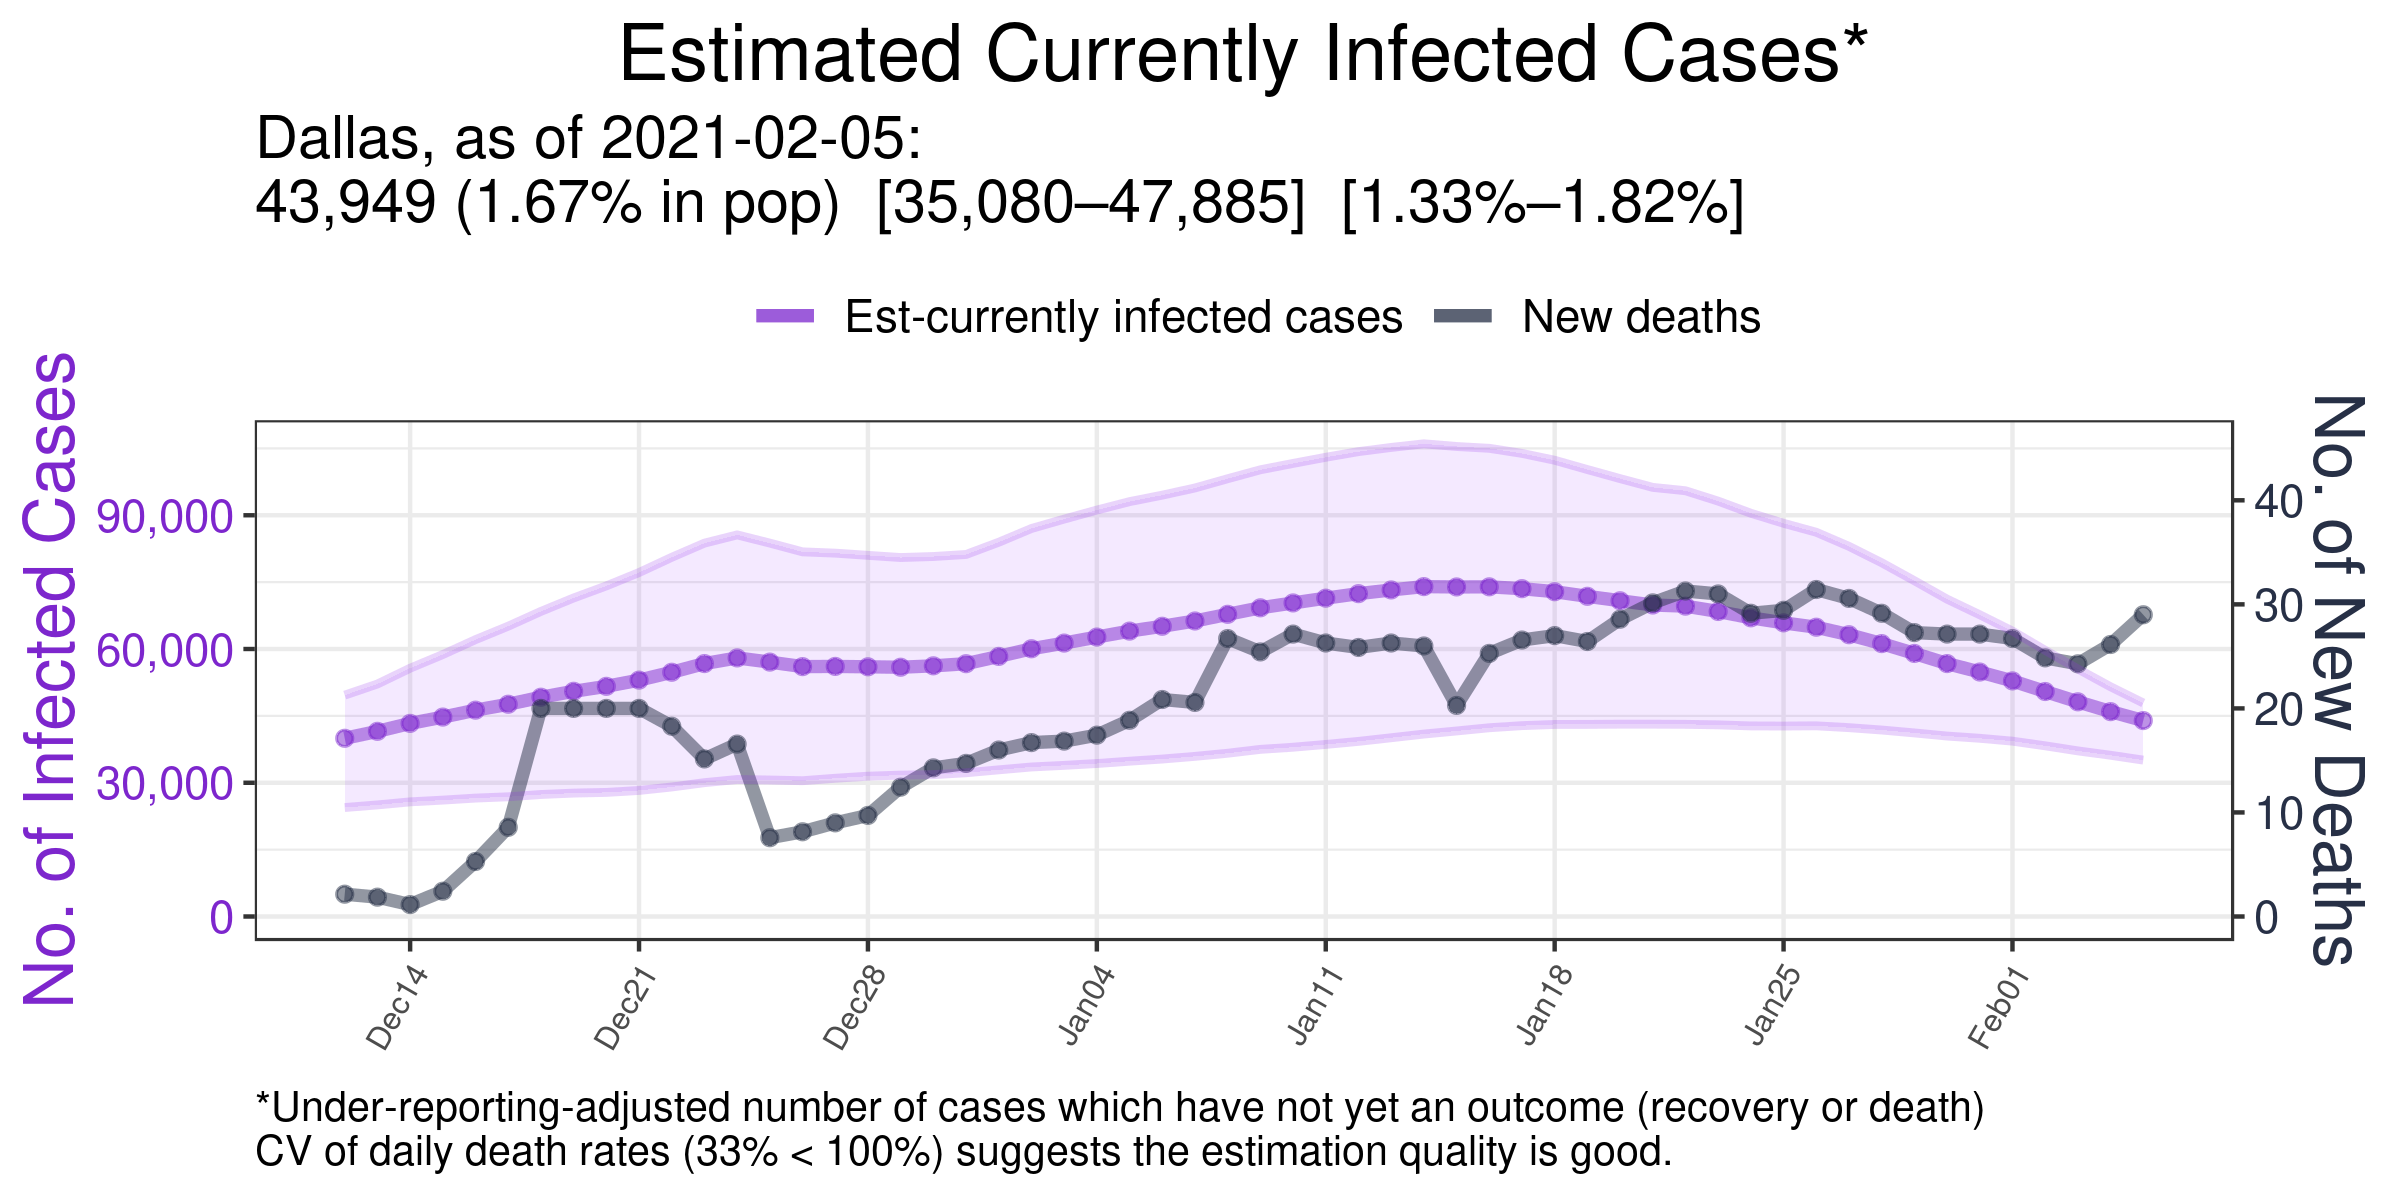 Estimated Currently Infected Cases*
Dallas, as of 2021-02-05:
43,949 (1.67% in pop) [35,080–47,885] [1.33%–1.82%]
Est-currently infected cases New deaths
No. of Infected Cases
90,000
60,000
30,000
0
40
30
20
10
0
No. of New Deaths
Dec14 Dec21 Dec28 Jan04 Jan11 Jan18 Jan25 Feb01
*Under-reporting-adjusted number of cases which have not yet an outcome (recovery or death)
CV of daily death rates (33% < 100%) suggests the estimation quality is good.